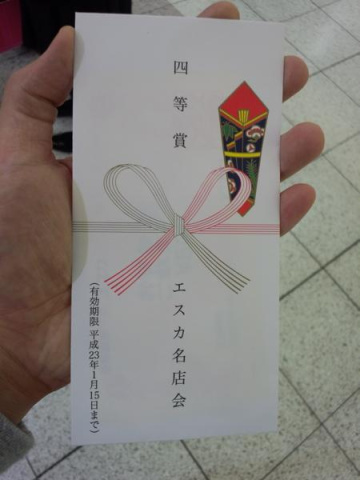 四等賞
エスカ名店会
(有効期限 平成23年1月15日まで)